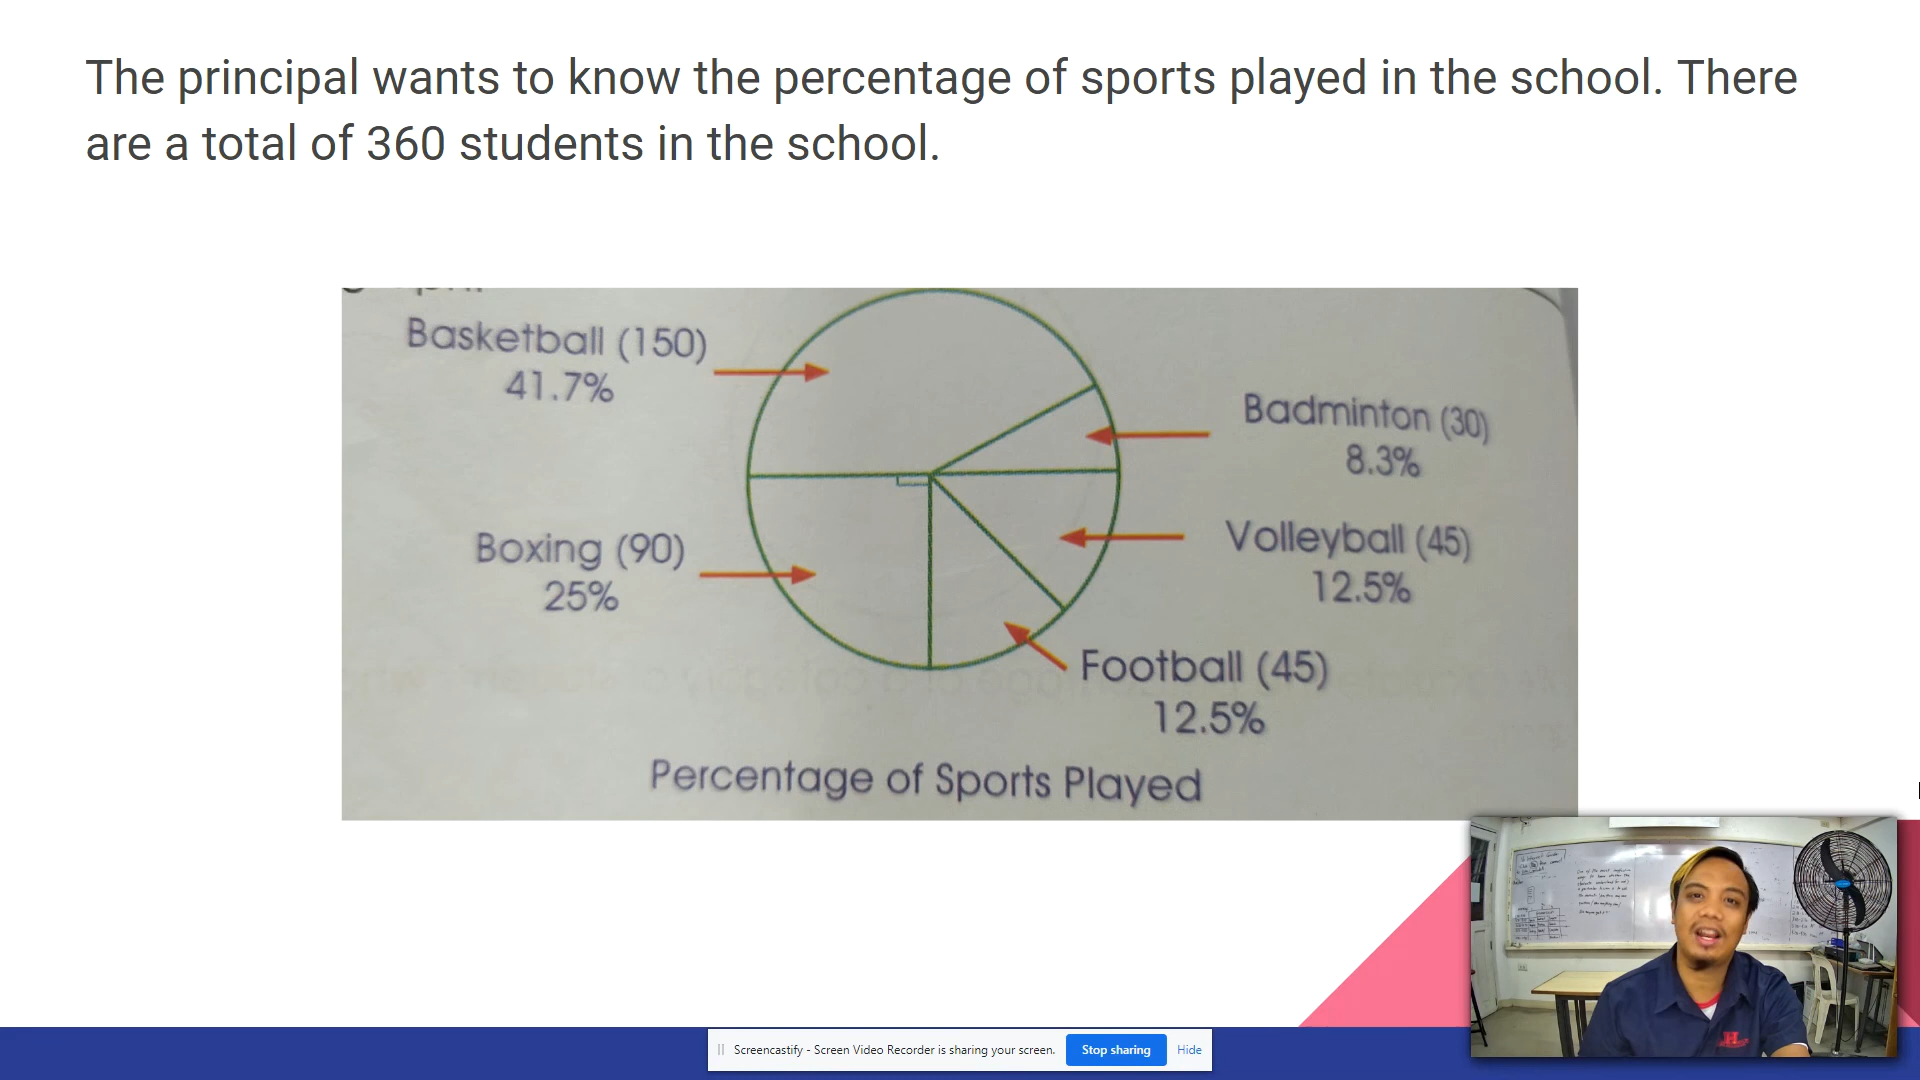 The principal wants to know the percentage of sports played in the school. There
are a total of 360 students in the school.
Basketball (150)
41.7%
Badminton (30)
8.3%
Boxing (90)
25%
Volleyball (45)
12.5%
Football (45)
12.5%
Percentage of Sports Played
Screencastify - Screen Video Recorder is sharing your screen.
Stop sharing
Hide